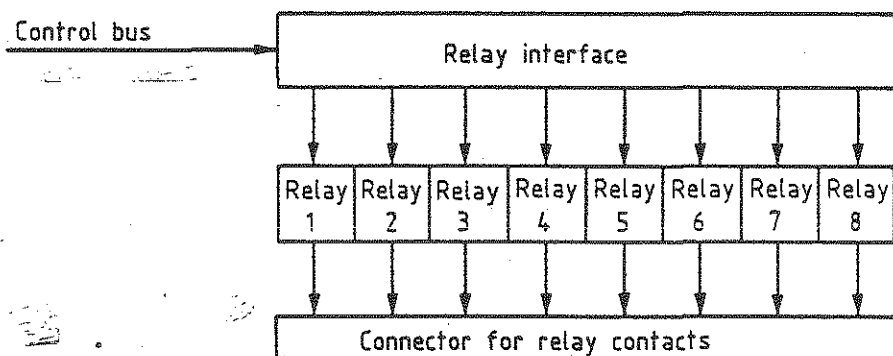 Control bus
Relay interface
Relay 1
Relay 2
Relay 3
Relay 4
Relay 5
Relay 6
Relay 7
Relay 8
Connector for relay contacts